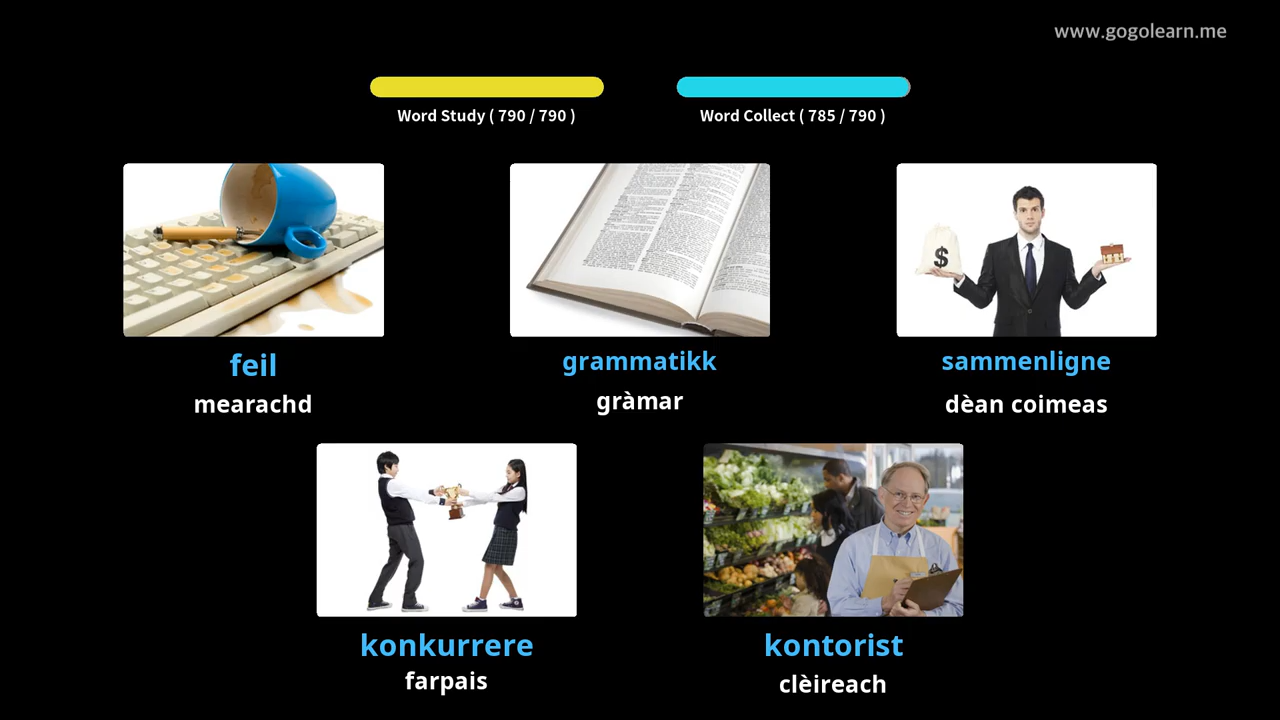 www.gogolearn.me
Word Study ( 790 / 790 )
Word Collect ( 785 / 790 )
$
feil
grammatikk
sammenligne
mearachd
gràmar
dèan coimeas
konkurrere
kontorist
farpais
clèireach